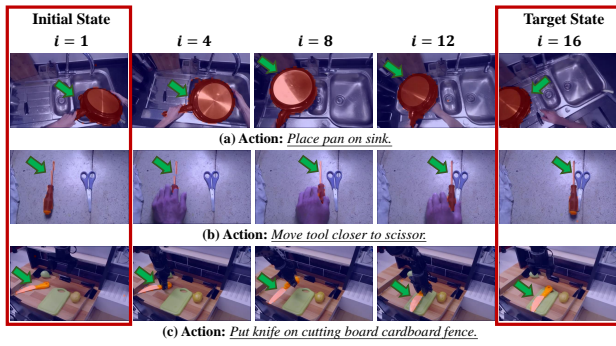 Initial State
Target State
i = 1
i = 4
i = 8
i = 12
i = 16
(a) Action: Place pan on sink.
(b) Action: Move tool closer to scissor.
(c) Action: Put knife on cutting board cardboard fence.